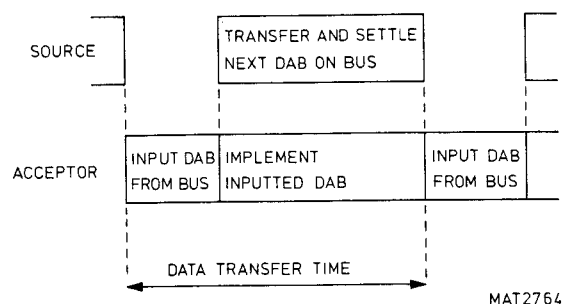 SOURCE
TRANSFER AND SETTLE
NEXT DAB ON BUS
ACCEPTOR
INPUT DAB
FROM BUS
IMPLEMENT
INPUTTED DAB
INPUT DAB
FROM BUS
DATA TRANSFER TIME
MAT2764